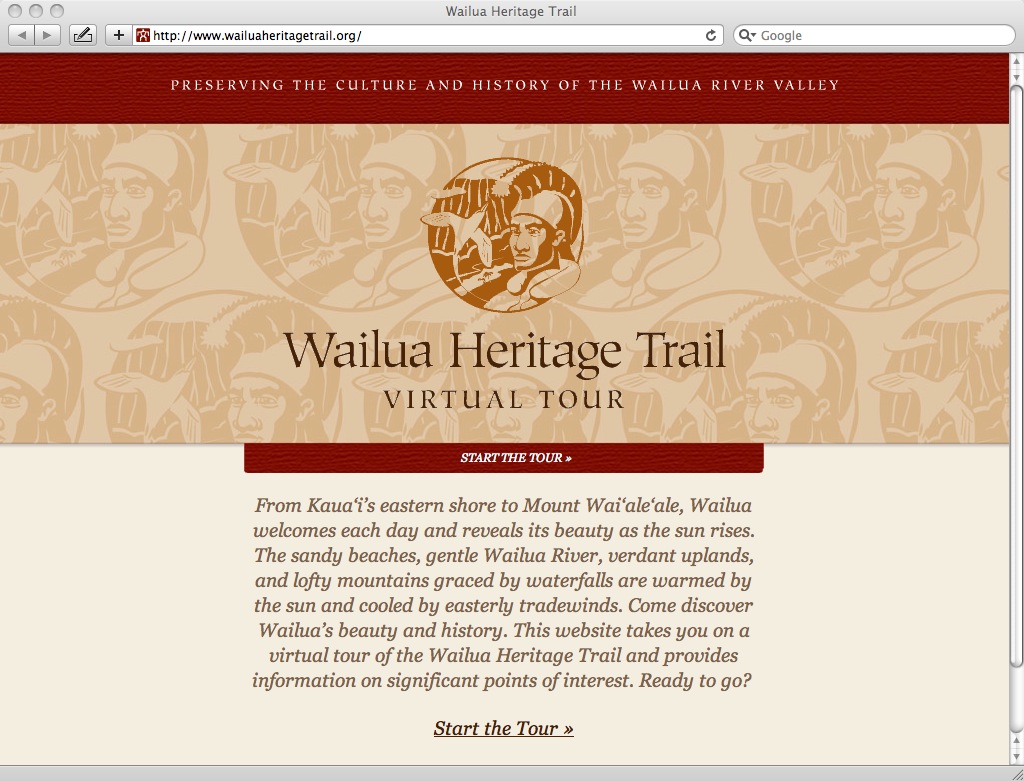 Wailua Heritage Trail
http://www.wailuaheritagetrail.org/
Google
PRESERVING THE CULTURE AND HISTORY OF THE WAILUA RIVER VALLEY
Wailua Heritage Trail
VIRTUAL TOUR
START THE TOUR »
From Kaua‘i’s eastern shore to Mount Wai‘ale‘ale, Wailua
welcomes each day and reveals its beauty as the sun rises.
The sandy beaches, gentle Wailua River, verdant uplands,
and lofty mountains graced by waterfalls are warmed by
the sun and cooled by easterly tradewinds. Come discover
Wailua’s beauty and history. This website takes you on a
virtual tour of the Wailua Heritage Trail and provides
information on significant points of interest. Ready to go?
Start the Tour »